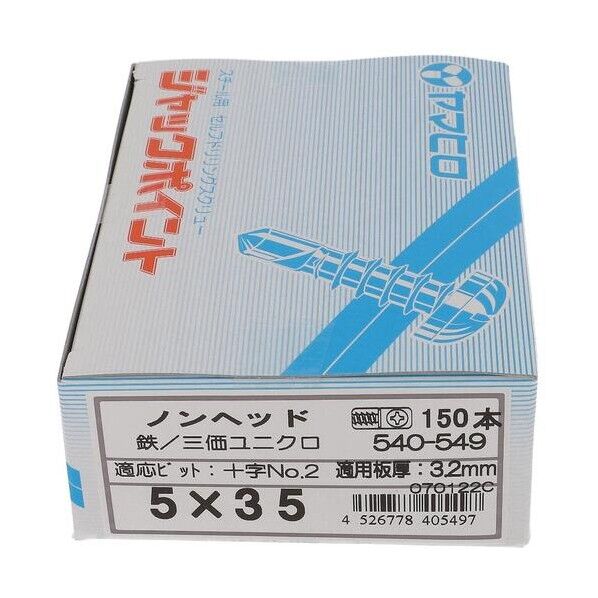 ヤマヒロ
スチール用 セルフドリリングスクリュー
ジャックポイント
ノンヘッド 150本
鉄／三価ユニクロ 540-549
適応ビット：十字No.2 適用板厚：3.2mm
070122C
5×35
4 526778 405497